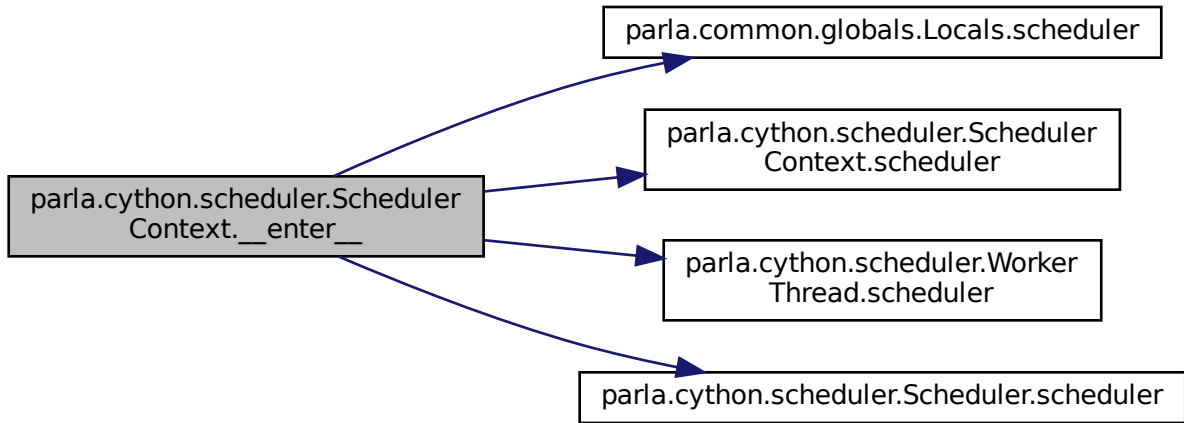 parla.common.globals.Locals.scheduler
parla.cython.scheduler.Scheduler
Context.scheduler
parla.cython.scheduler.Scheduler
Context.__enter__
parla.cython.scheduler.Worker
Thread.scheduler
parla.cython.scheduler.Scheduler.scheduler